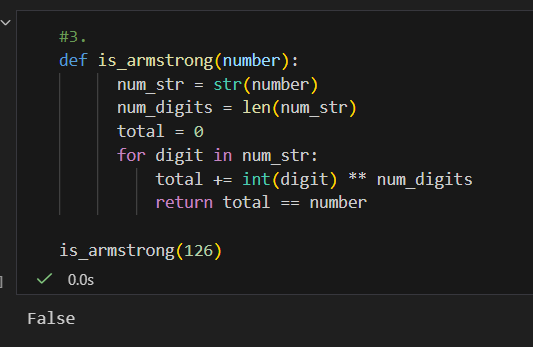 #3.
def is_armstrong(number):
num_str = str(number)
num_digits = len(num_str)
total = 0
for digit in num_str:
total += int(digit) ** num_digits
return total == number
is_armstrong(126)
0.0s
False